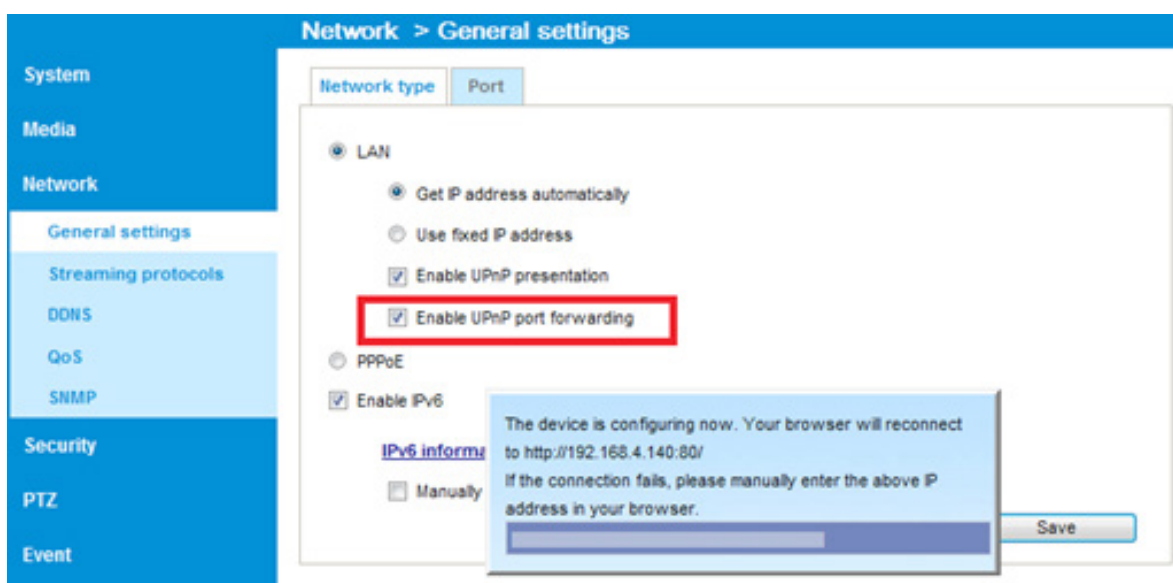 Network > General settings
System
Media
Network
General settings
Streaming protocols
DDNS
QoS
SNMP
Security
PTZ
Event
Network type
Port
LAN
Get IP address automatically
Use fixed IP address
Enable UPnP presentation
Enable UPnP port forwarding
PPPoE
Enable IPv6
IPv6 informa
Manually
The device is configuring now. Your browser will reconnect
to http://192.168.4.140:80/
If the connection fails, please manually enter the above IP
address in your browser.
Save